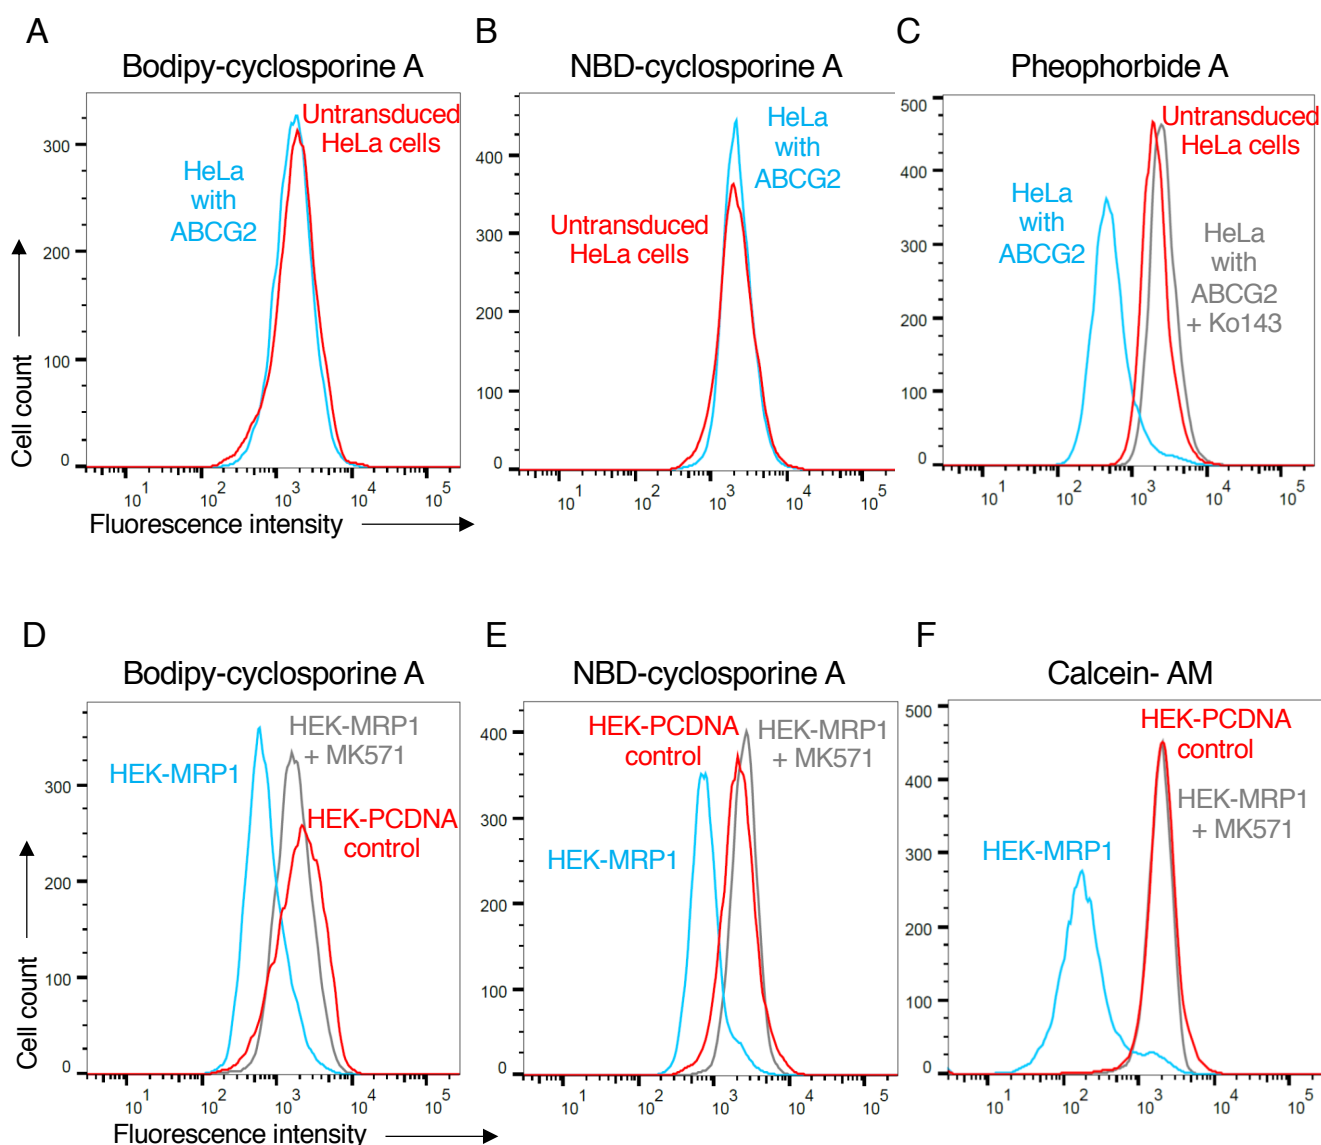 A
Bodipy-cyclosporine A
Untransduced
HeLa cells
HeLa
with
ABCG2
300
200
100
0
10^1
10^2
10^3
10^4
10^5
Cell count
Fluorescence intensity
B
NBD-cyclosporine A
HeLa
with
ABCG2
Untransduced
HeLa cells
400
300
200
100
0
10^1
10^2
10^3
10^4
10^5
C
Pheophorbide A
Untransduced
HeLa cells
HeLa
with
ABCG2
HeLa
with
ABCG2
+ Ko143
500
400
300
200
100
0
10^1
10^2
10^3
10^4
10^5
D
Bodipy-cyclosporine A
HEK-MRP1
+ MK571
HEK-MRP1
HEK-PCDNA
control
300
200
100
0
10^1
10^2
10^3
10^4
10^5
Cell count
Fluorescence intensity
E
NBD-cyclosporine A
HEK-PCDNA
control
HEK-MRP1
+ MK571
HEK-MRP1
400
300
200
100
0
10^1
10^2
10^3
10^4
10^5
F
Calcein- AM
HEK-PCDNA
control
HEK-MRP1
+ MK571
HEK-MRP1
500
400
300
200
100
0
10^1
10^2
10^3
10^4
10^5